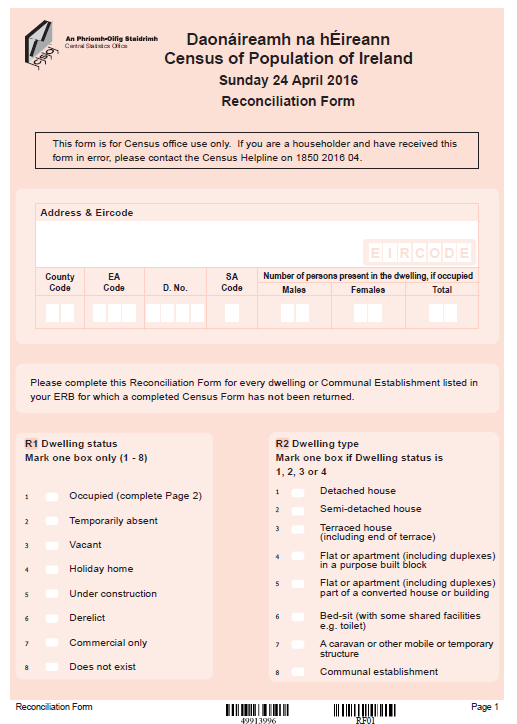 An Phríomh-Oifig Staidrimh
Central Statistics Office
Daonáireamh na hÉireann
Census of Population of Ireland
Sunday 24 April 2016
Reconciliation Form
This form is for Census office use only. If you are a householder and have received this
form in error, please contact the Census Helpline on 1850 2016 04.
Address & Eircode
EIRCODE
County Code
EA Code
D. No.
SA Code
Number of persons present in the dwelling, if occupied
Males
Females
Total
Please complete this Reconciliation Form for every dwelling or Communal Establishment listed in
your ERB for which a completed Census Form has not been returned.
R1 Dwelling status
Mark one box only (1 - 8)
1 Occupied (complete Page 2)
2 Temporarily absent
3 Vacant
4 Holiday home
5 Under construction
6 Derelict
7 Commercial only
8 Does not exist
R2 Dwelling type
Mark one box if Dwelling status is
1, 2, 3 or 4
1 Detached house
2 Semi-detached house
3 Terraced house
(including end of terrace)
4 Flat or apartment (including duplexes)
in a purpose built block
5 Flat or apartment (including duplexes)
part of a converted house or building
6 Bed-sit (with some shared facilities
e.g. toilet)
7 A caravan or other mobile or temporary
structure
8 Communal establishment
Reconciliation Form
49913996
RF01
Page 1